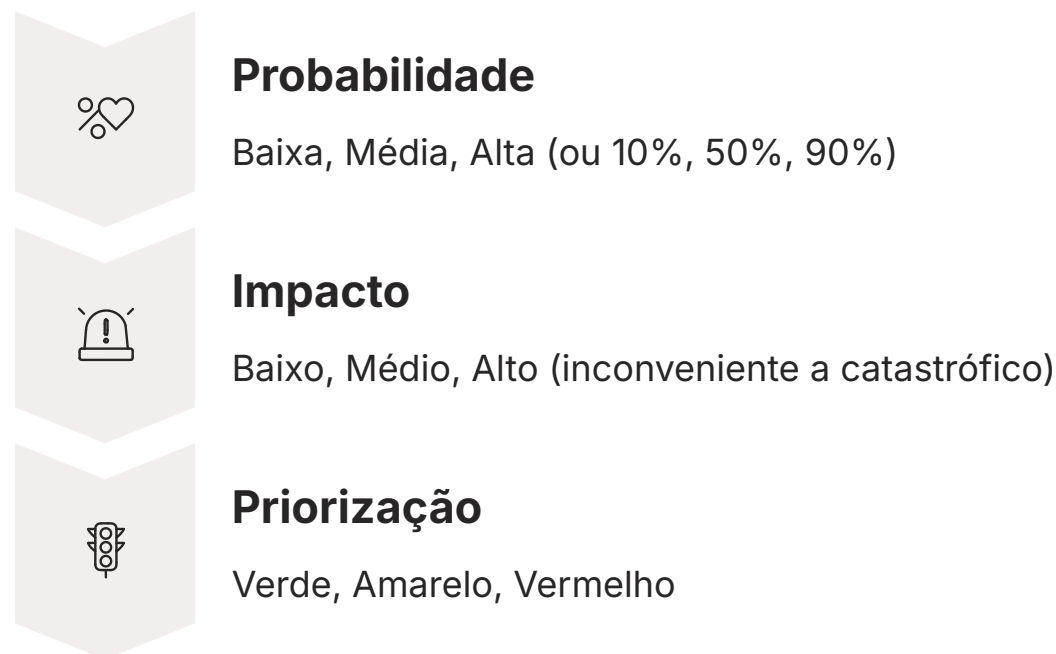 Probabilidade
Baixa, Média, Alta (ou 10%, 50%, 90%)
Impacto
Baixo, Médio, Alto (inconveniente a catastrófico)
Priorização
Verde, Amarelo, Vermelho